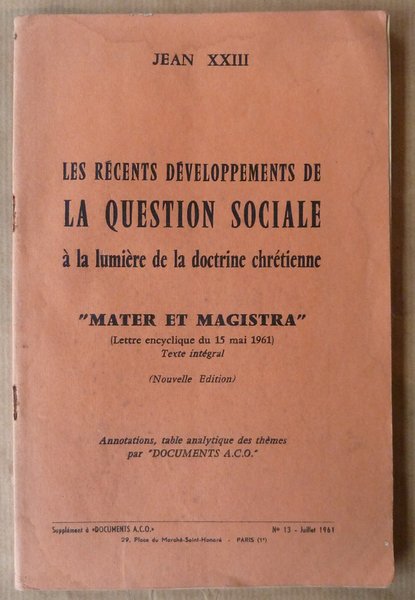 JEAN XXIII
LES RÉCENTS DÉVELOPPEMENTS DE
LA QUESTION SOCIALE
à la lumière de la doctrine chrétienne
"MATER ET MAGISTRA"
(Lettre encyclique du 15 mai 1961)
Texte intégral
(Nouvelle Edition)
Annotations, table analytique des thèmes
par "DOCUMENTS A.C.O."
Supplément à «DOCUMENTS A.C.O.» N° 13 - Juillet 1961
29, Place du Marché-Saint-Honoré - PARIS (1ᵉ)